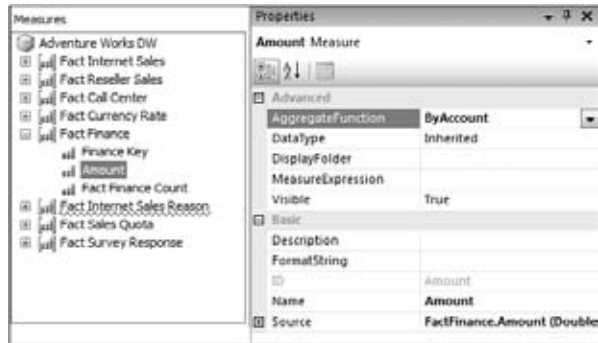 Measures
Adventure Works DW
Fact Internet Sales
Fact Reseller Sales
Fact Call Center
Fact Currency Rate
Fact Finance
Finance Key
Amount
Fact Finance Count
Fact Internet Sales Reason
Fact Sales Quota
Fact Survey Response
Properties
Amount Measure
Advanced
AggregateFunction ByAccount
DataType Inherited
DisplayFolder
MeasureExpression
Visible True
Basic
Description
FormatString
ID Amount
Name Amount
Source FactFinance.Amount (Double